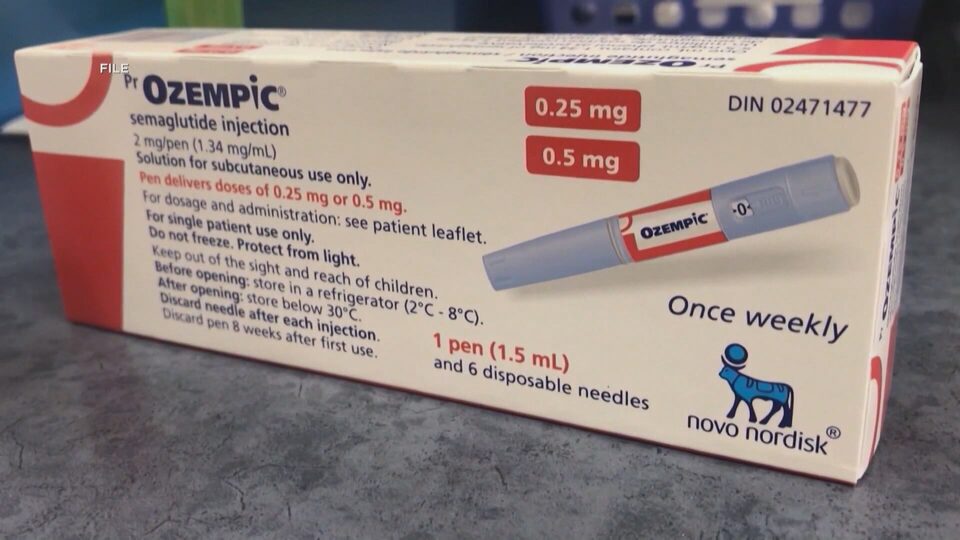 FILE
Pr OZEMPIC®
semaglutide injection
2 mg/pen (1.34 mg/mL)
Solution for subcutaneous use only.
Pen delivers doses of 0.25 mg or 0.5 mg.
For dosage and administration: see patient leaflet.
For single patient use only.
Do not freeze. Protect from light.
Keep out of the sight and reach of children.
Before opening: store in a refrigerator (2°C - 8°C).
After opening: store below 30°C.
Discard needle after each injection.
Discard pen 8 weeks after first use.
0.25 mg
0.5 mg
DIN 02471477
OZEMPIC
0
Once weekly
1 pen (1.5 mL)
and 6 disposable needles
novo nordisk®
Pr OZEMPIC
OZEMPIC